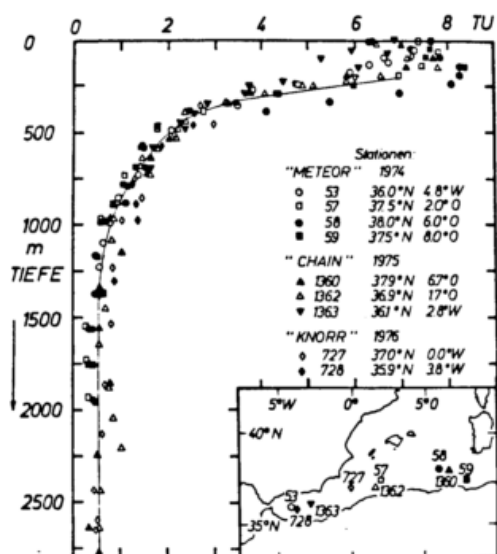 0 2 4 6 TU 8
0
500
1000
m
TIEFE
1500
2000
2500
Stationen:
"METEOR" 1974
53 36.0°N 4.8°W
57 37.5°N 2.0°O
58 38.0°N 6.0°O
59 37.5°N 8.0°O
"CHAIN" 1975
1360 37.9°N 6.7°O
1362 36.9°N 1.7°O
1363 36.1°N 2.8°W
"KNORR" 1976
727 37.0°N 0.0°W
728 35.9°N 3.8°W
5°W 0° 5°O
40°N
58
59
57
727
1360
1362
53
1363
728
35°N